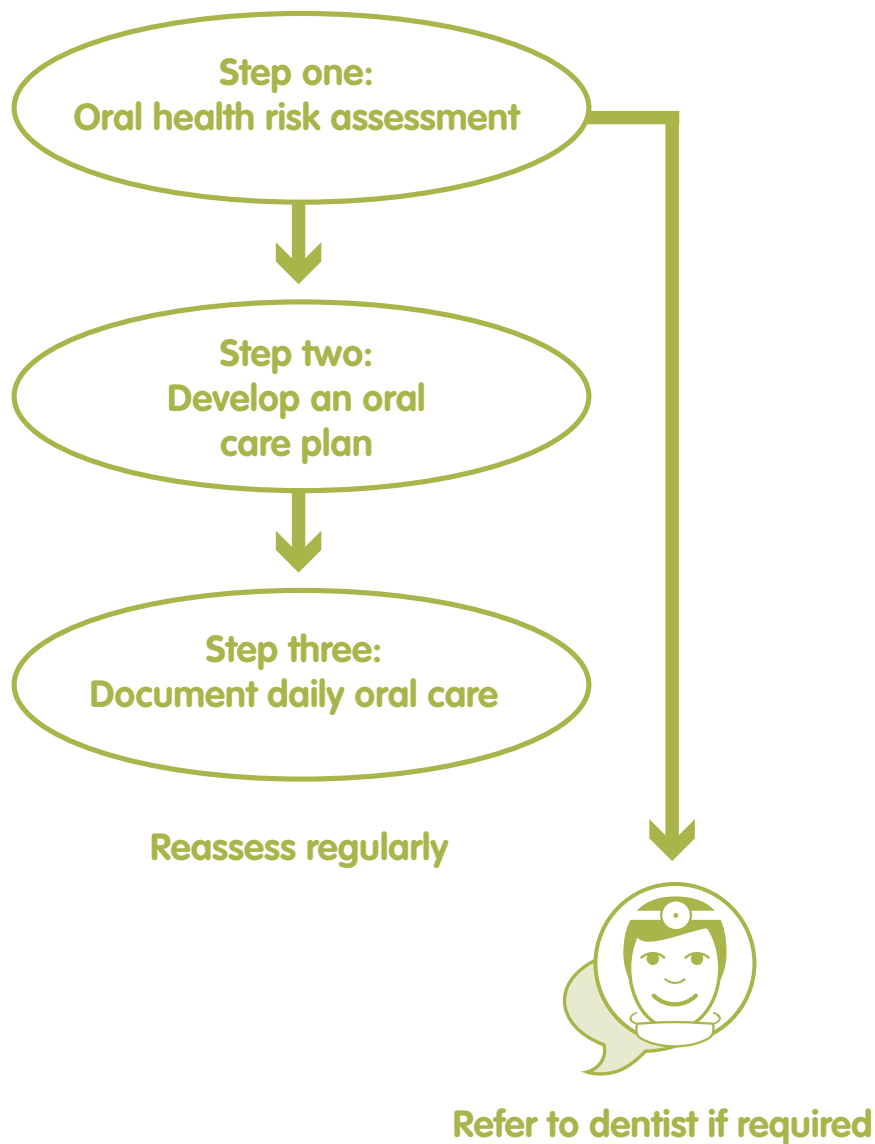 Step one:
Oral health risk assessment
Step two:
Develop an oral
care plan
Step three:
Document daily oral care
Reassess regularly
Refer to dentist if required